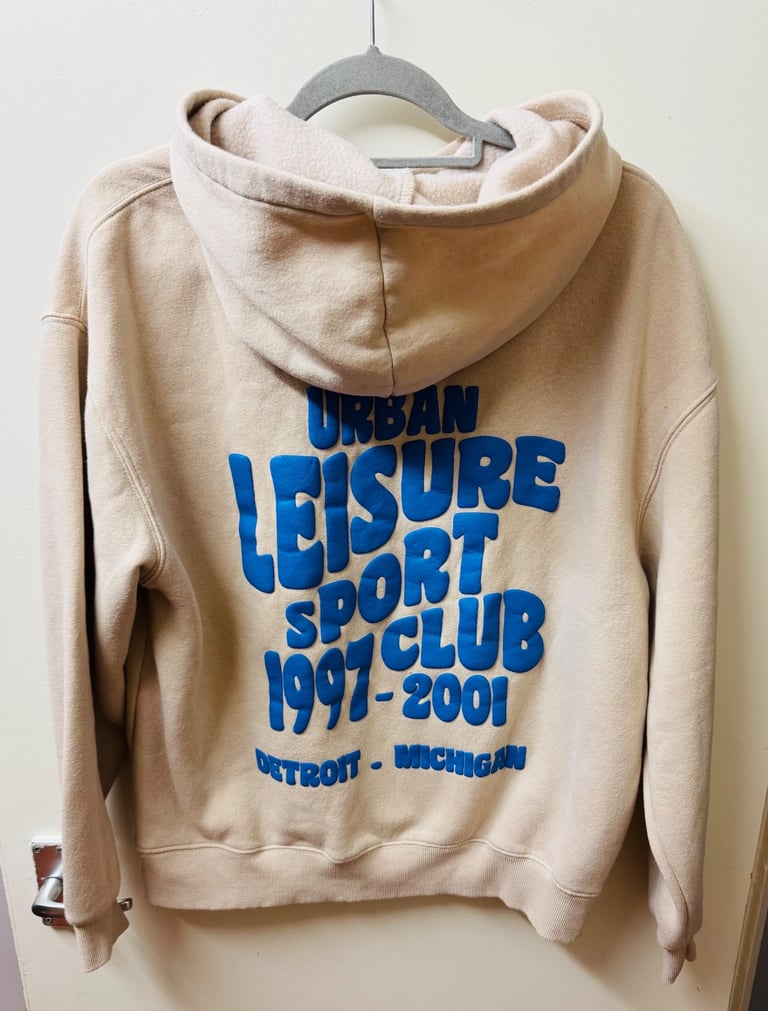 URBAN
LEISURE
SPORT
CLUB
1997-2001
DETROIT - MICHIGAN